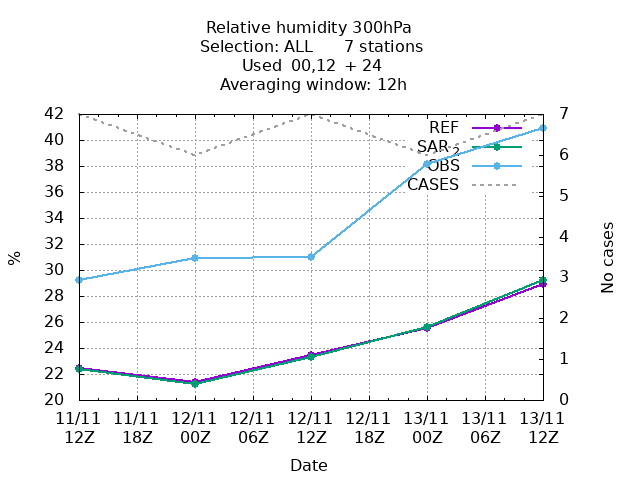 Relative humidity 300hPa
Selection: ALL      7 stations
Used  00,12  + 24
Averaging window: 12h
42
40
38
36
34
32
30
28
26
24
22
20
%
7
6
5
4
3
2
1
0
No cases
REF
SAR_2
OBS
CASES
11/11 11/11 12/11 12/11 12/11 12/11 13/11 13/11 13/11
12Z 18Z 00Z 06Z 12Z 18Z 00Z 06Z 12Z
Date